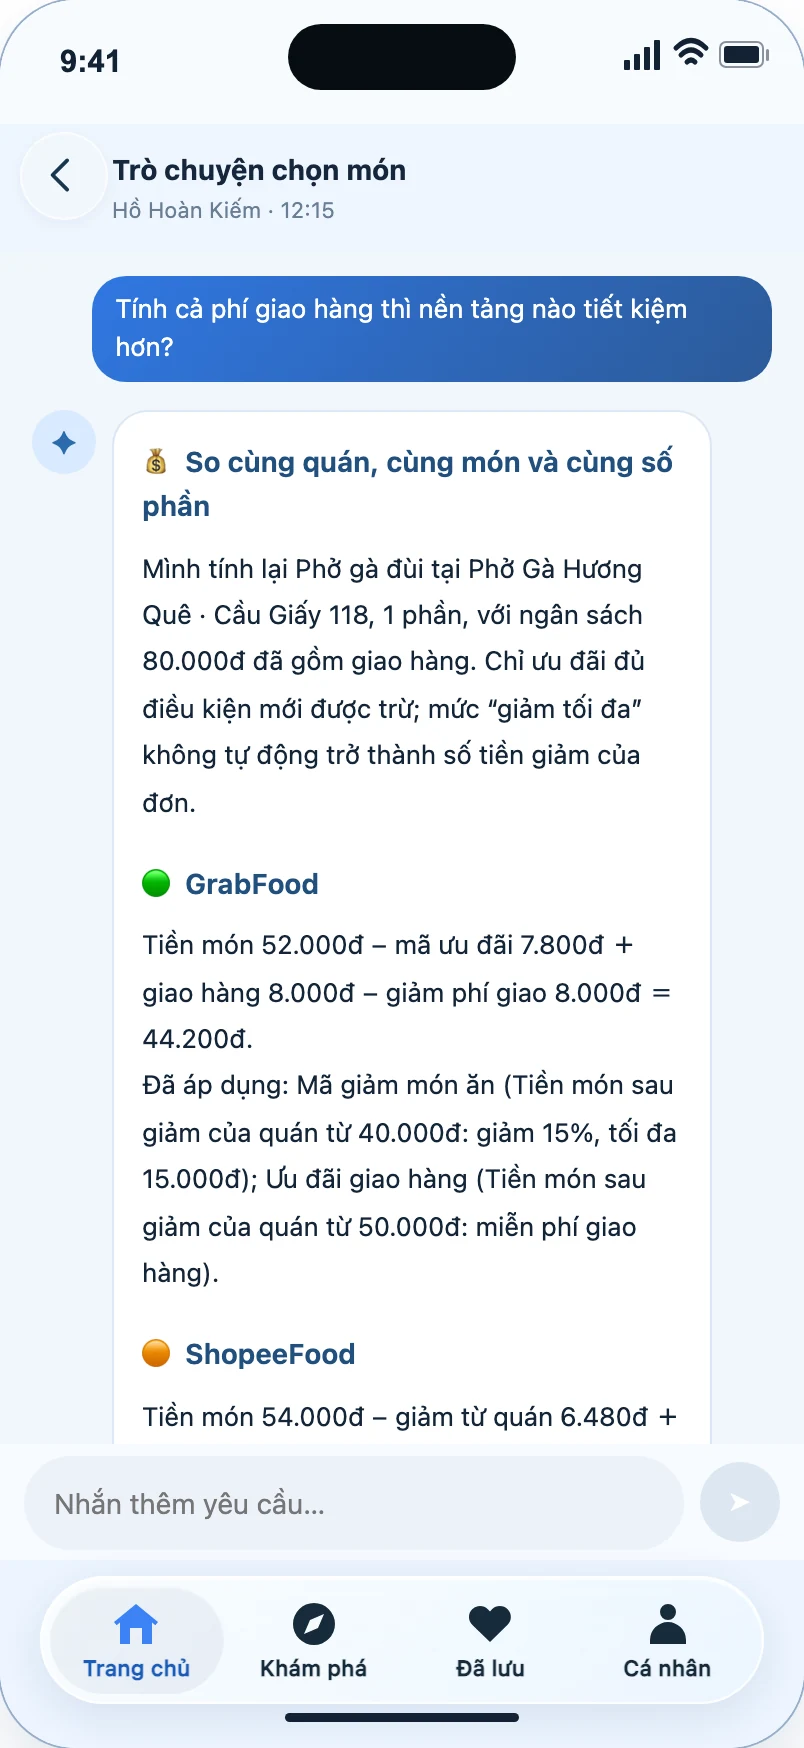 9:41
Trò chuyện chọn món
Hồ Hoàn Kiếm · 12:15
Tính cả phí giao hàng thì nền tảng nào tiết kiệm
hơn?
So cùng quán, cùng món và cùng số
phần
Mình tính lại Phở gà đùi tại Phở Gà Hương
Quê · Cầu Giấy 118, 1 phần, với ngân sách
80.000đ đã gồm giao hàng. Chỉ ưu đãi đủ
điều kiện mới được trừ; mức “giảm tối đa”
không tự động trở thành số tiền giảm của
đơn.
GrabFood
Tiền món 52.000đ – mã ưu đãi 7.800đ +
giao hàng 8.000đ – giảm phí giao 8.000đ =
44.200đ.
Đã áp dụng: Mã giảm món ăn (Tiền món sau
giảm của quán từ 40.000đ: giảm 15%, tối đa
15.000đ); Ưu đãi giao hàng (Tiền món sau
giảm của quán từ 50.000đ: miễn phí giao
hàng).
ShopeeFood
Tiền món 54.000đ – giảm từ quán 6.480đ +
Nhắn thêm yêu cầu...
Trang chủ
Khám phá
Đã lưu
Cá nhân